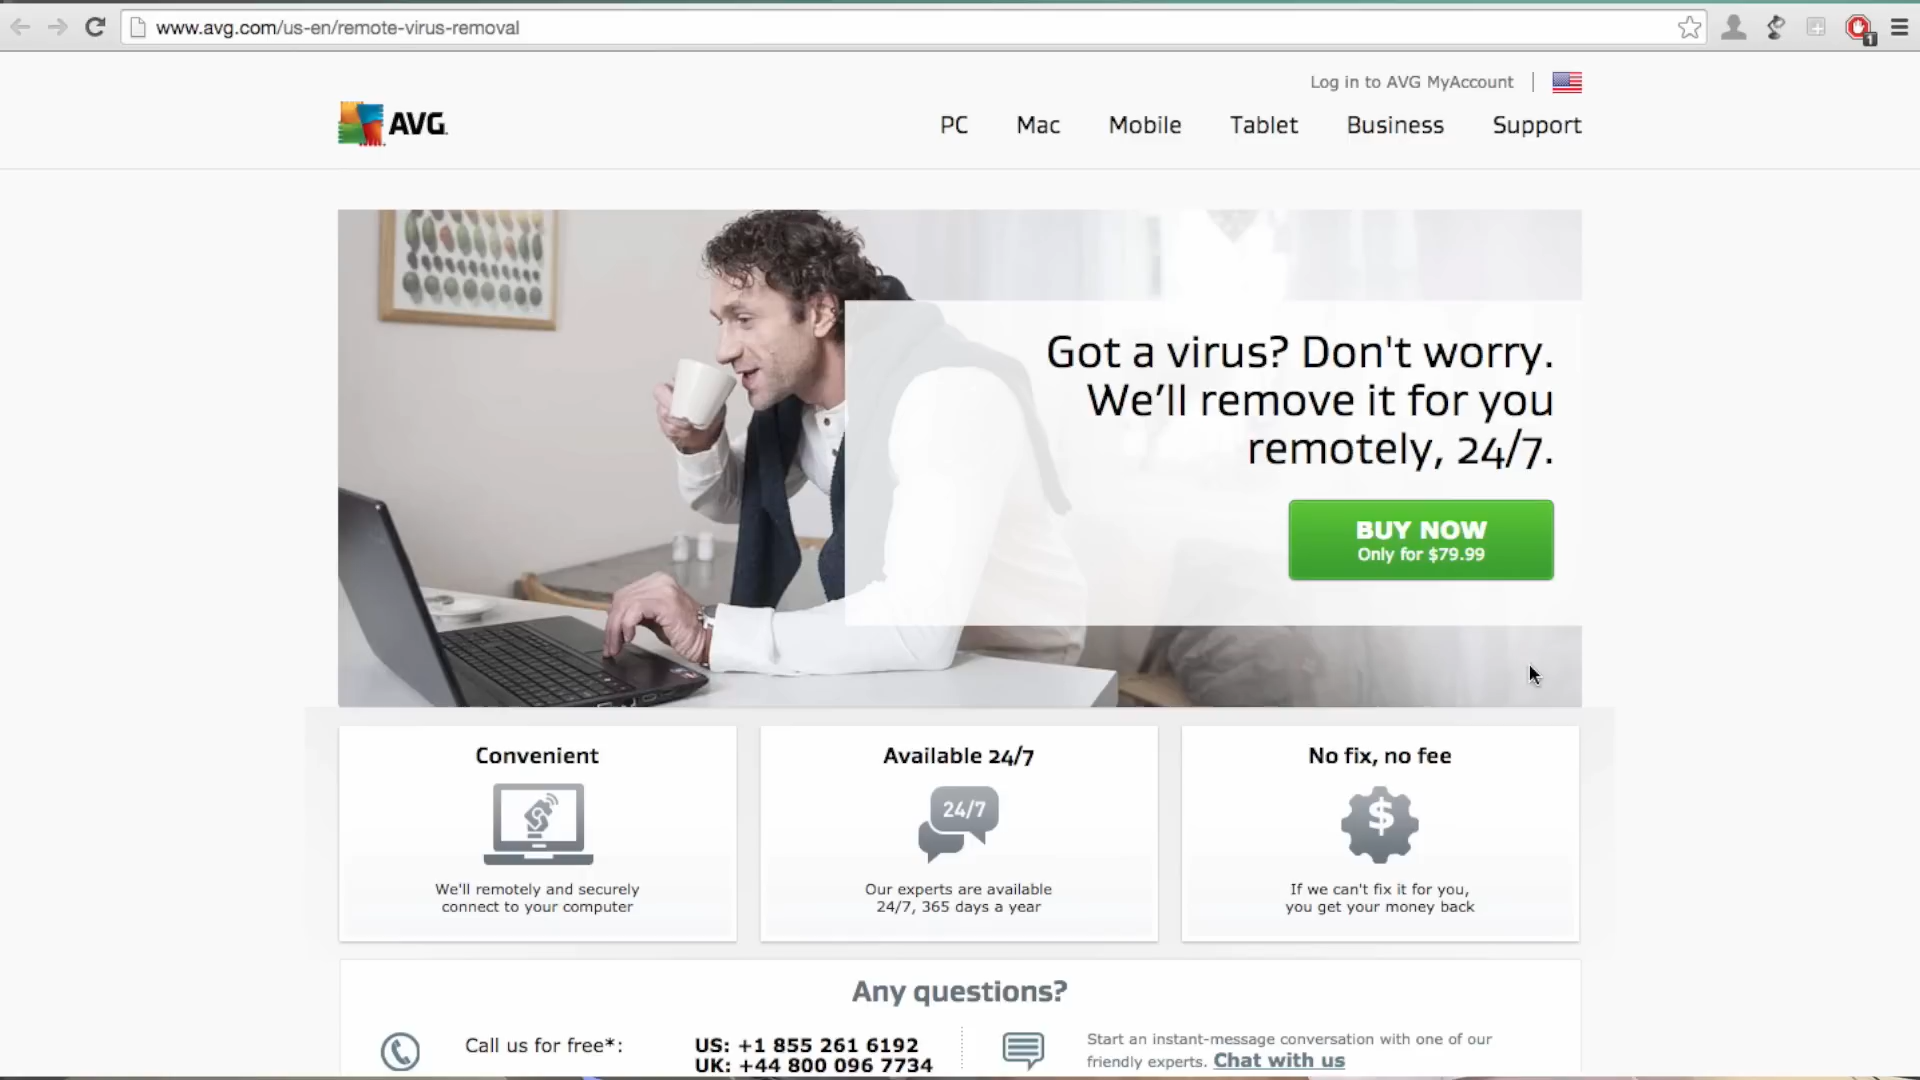 www.avg.com/us-en/remote-virus-removal
1
Log in to AVG MyAccount
AVG
PC Mac Mobile Tablet Business Support
Got a virus? Don't worry.
We’ll remove it for you
remotely, 24/7.
BUY NOW
Only for $79.99
Convenient
We'll remotely and securely
connect to your computer
Available 24/7
24/7
Our experts are available
24/7, 365 days a year
No fix, no fee
$
If we can't fix it for you,
you get your money back
Any questions?
Call us for free*:
US: +1 855 261 6192
UK: +44 800 096 7734
Start an instant-message conversation with one of our
friendly experts. Chat with us